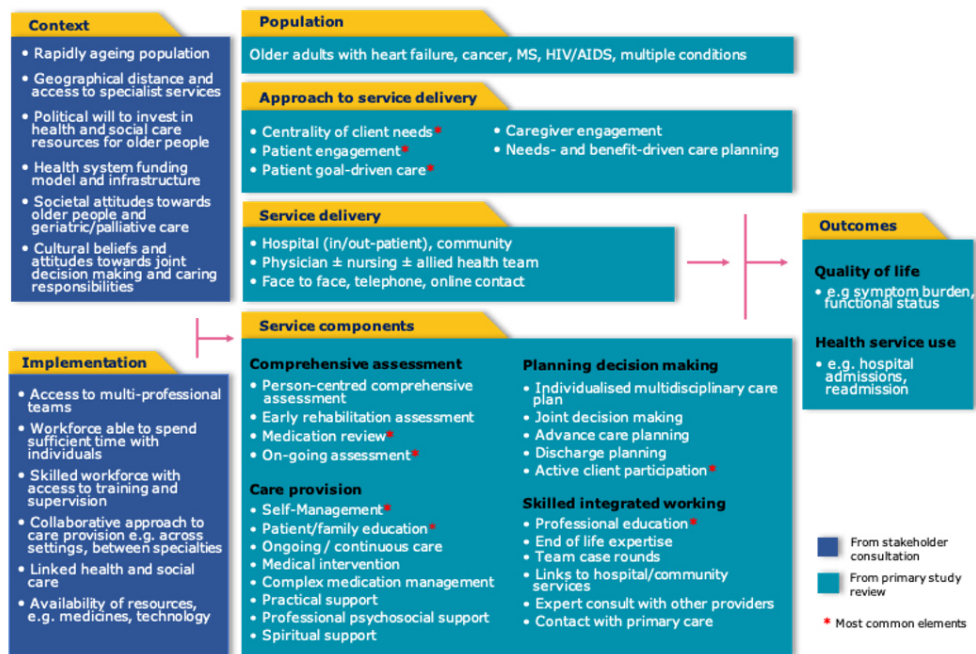 Context
• Rapidly ageing population
• Geographical distance and
access to specialist services
• Political will to invest in
health and social care
resources for older people
• Health system funding
model and infrastructure
• Societal attitudes towards
older people and
geriatric/palliative care
• Cultural beliefs and
attitudes towards joint
decision making and caring
responsibilities
Implementation
• Access to multi-professional
teams
• Workforce able to spend
sufficient time with
individuals
• Skilled workforce with
access to training and
supervision
• Collaborative approach to
care provision e.g. across
settings, between specialties
• Linked health and social
care
• Availability of resources,
e.g. medicines, technology
Population
Older adults with heart failure, cancer, MS, HIV/AIDS, multiple conditions
Approach to service delivery
• Centrality of client needs*
• Patient engagement*
• Patient goal-driven care*
• Caregiver engagement
• Needs- and benefit-driven care planning
Service delivery
• Hospital (in/out-patient), community
• Physician ± nursing ± allied health team
• Face to face, telephone, online contact
Service components
Comprehensive assessment
• Person-centred comprehensive
assessment
• Early rehabilitation assessment
• Medication review*
• On-going assessment*
Care provision
• Self-Management*
• Patient/family education*
• Ongoing / continuous care
• Medical intervention
• Complex medication management
• Practical support
• Professional psychosocial support
• Spiritual support
Planning decision making
• Individualised multidisciplinary care
plan
• Joint decision making
• Advance care planning
• Discharge planning
• Active client participation*
Skilled integrated working
• Professional education*
• End of life expertise
• Team case rounds
• Links to hospital/community
services
• Expert consult with other providers
• Contact with primary care
Outcomes
Quality of life
• e.g symptom burden,
functional status
Health service use
• e.g. hospital
admissions,
readmission
From stakeholder
consultation
From primary study
review
* Most common elements